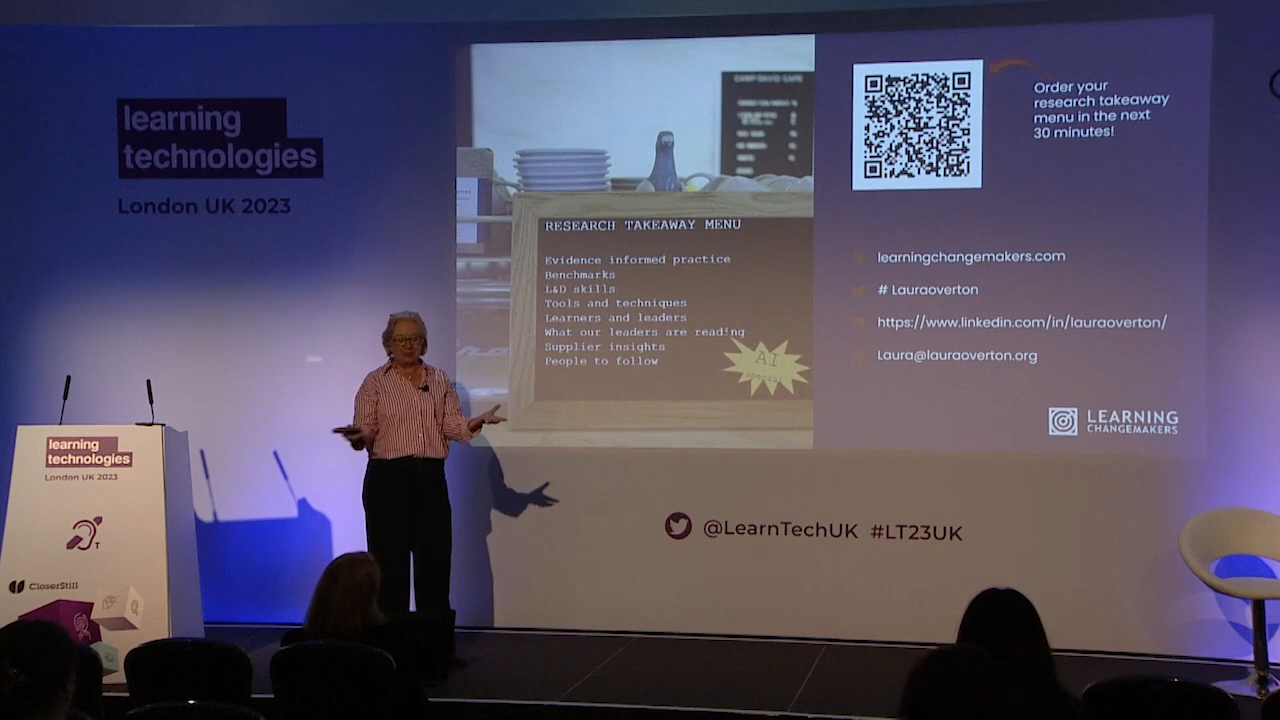 learning
technologies
London UK 2023
Order your
research takeaway
menu in the next
30 minutes!
RESEARCH TAKEAWAY MENU
Evidence informed practice
Benchmarks
L&D skills
Tools and techniques
Learners and leaders
What our leaders are reading
Supplier insights
People to follow
AI
special
learningchangemakers.com
# Lauraoverton
https://www.linkedin.com/in/lauraoverton/
Laura@lauraoverton.org
LEARNING
CHANGEMAKERS
@LearnTechUK #LT23UK
learning
technologies
London UK 2023
T
CloserStill